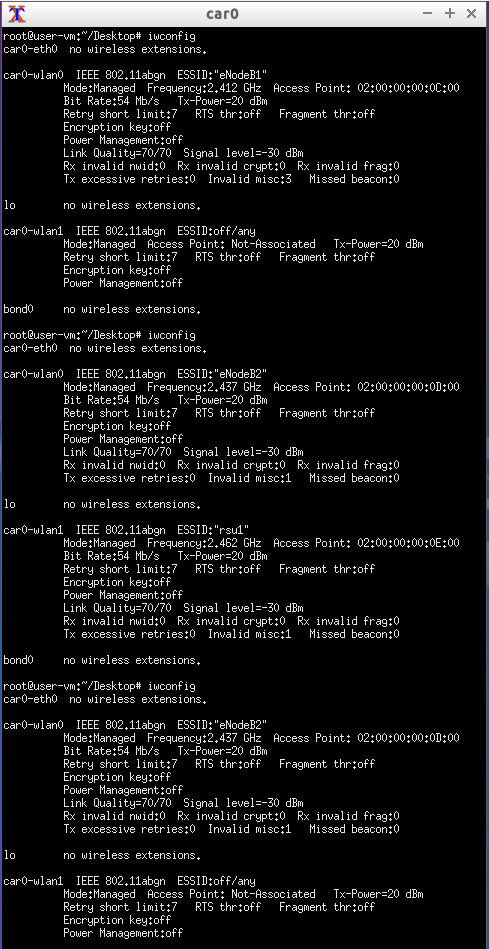 car0
root@user-vm:~/Desktop# iwconfig
car0-eth0  no wireless extensions.
car0-wlan0  IEEE 802.11abgn  ESSID:"eNodeB1"
Mode:Managed  Frequency:2.412 GHz  Access Point: 02:00:00:00:0C:00
Bit Rate:54 Mb/s   Tx-Power=20 dBm
Retry short limit:7   RTS thr:off   Fragment thr:off
Encryption key:off
Power Management:off
Link Quality=70/70  Signal level=-30 dBm
Rx invalid nwid:0  Rx invalid crypt:0  Rx invalid frag:0
Tx excessive retries:0  Invalid misc:3   Missed beacon:0
lo        no wireless extensions.
car0-wlan1  IEEE 802.11abgn  ESSID:off/any
Mode:Managed  Access Point: Not-Associated   Tx-Power=20 dBm
Retry short limit:7   RTS thr:off   Fragment thr:off
Encryption key:off
Power Management:off
bond0     no wireless extensions.
root@user-vm:~/Desktop# iwconfig
car0-eth0  no wireless extensions.
car0-wlan0  IEEE 802.11abgn  ESSID:"eNodeB2"
Mode:Managed  Frequency:2.437 GHz  Access Point: 02:00:00:00:0D:00
Bit Rate:54 Mb/s   Tx-Power=20 dBm
Retry short limit:7   RTS thr:off   Fragment thr:off
Encryption key:off
Power Management:off
Link Quality=70/70  Signal level=-30 dBm
Rx invalid nwid:0  Rx invalid crypt:0  Rx invalid frag:0
Tx excessive retries:0  Invalid misc:1   Missed beacon:0
lo        no wireless extensions.
car0-wlan1  IEEE 802.11abgn  ESSID:"rsu1"
Mode:Managed  Frequency:2.462 GHz  Access Point: 02:00:00:00:0E:00
Bit Rate:54 Mb/s   Tx-Power=20 dBm
Retry short limit:7   RTS thr:off   Fragment thr:off
Encryption key:off
Power Management:off
Link Quality=70/70  Signal level=-30 dBm
Rx invalid nwid:0  Rx invalid crypt:0  Rx invalid frag:0
Tx excessive retries:0  Invalid misc:1   Missed beacon:0
bond0     no wireless extensions.
root@user-vm:~/Desktop# iwconfig
car0-eth0  no wireless extensions.
car0-wlan0  IEEE 802.11abgn  ESSID:"eNodeB2"
Mode:Managed  Frequency:2.437 GHz  Access Point: 02:00:00:00:0D:00
Bit Rate:54 Mb/s   Tx-Power=20 dBm
Retry short limit:7   RTS thr:off   Fragment thr:off
Encryption key:off
Power Management:off
Link Quality=70/70  Signal level=-30 dBm
Rx invalid nwid:0  Rx invalid crypt:0  Rx invalid frag:0
Tx excessive retries:0  Invalid misc:1   Missed beacon:0
lo        no wireless extensions.
car0-wlan1  IEEE 802.11abgn  ESSID:off/any
Mode:Managed  Access Point: Not-Associated   Tx-Power=20 dBm
Retry short limit:7   RTS thr:off   Fragment thr:off
Encryption key:off
Power Management:off